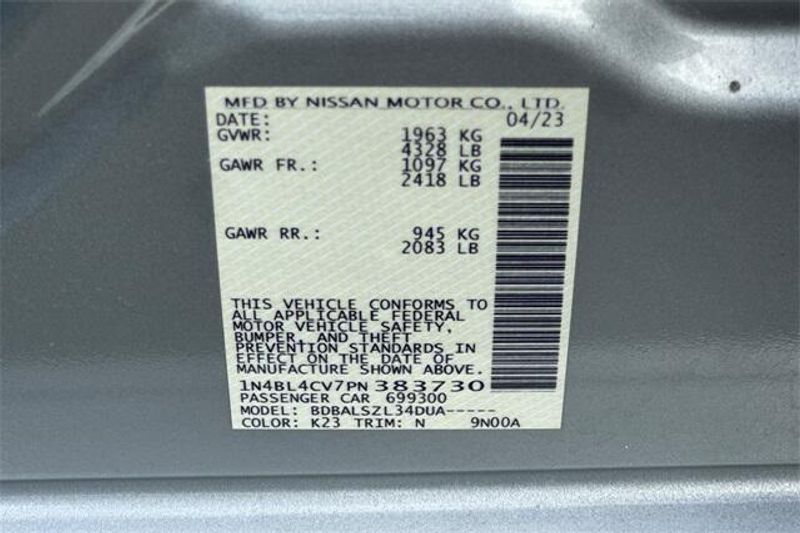 MFD BY NISSAN MOTOR CO., LTD.
DATE: 04/23
GVWR: 1963 KG
4328 LB
GAWR FR.: 1097 KG
2418 LB
GAWR RR.: 945 KG
2083 LB
THIS VEHICLE CONFORMS TO
ALL APPLICABLE FEDERAL
MOTOR VEHICLE SAFETY,
BUMPER, AND THEFT
PREVENTION STANDARDS IN
EFFECT ON THE DATE OF
MANUFACTURE SHOWN ABOVE.
1N4BL4CV7PN383730
PASSENGER CAR 699300
MODEL: BDBALSZL34DUA-----
COLOR: K23 TRIM: N 9N00A